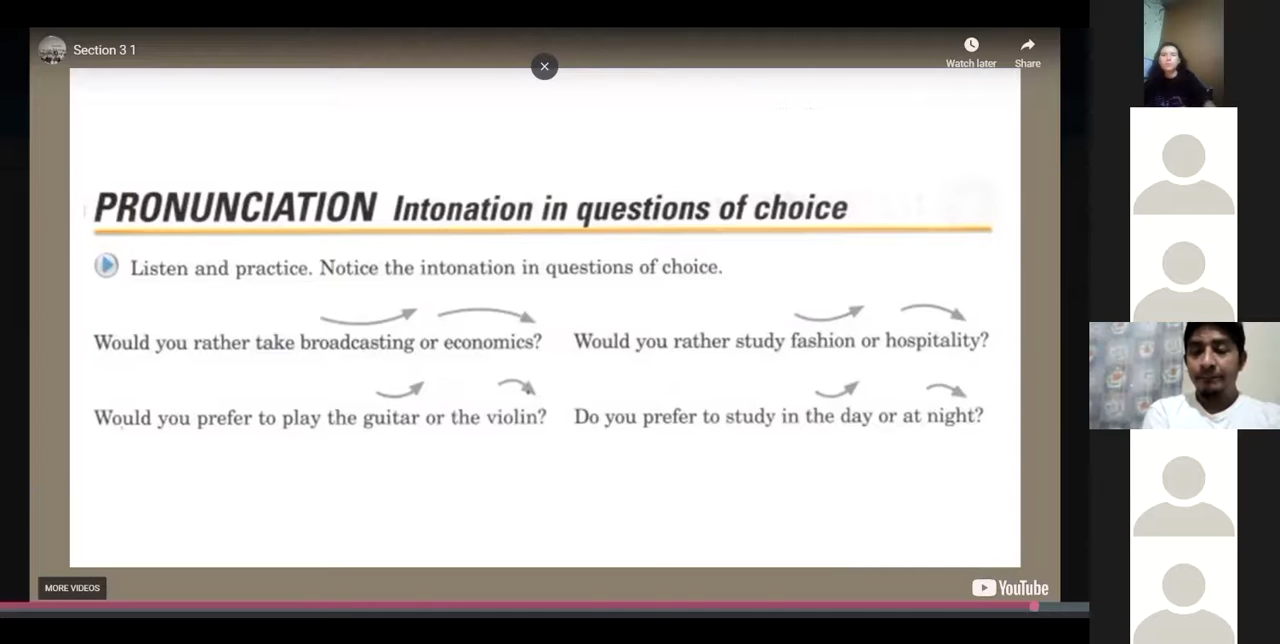 Section 3 1
Watch later
Share
PRONUNCIATION Intonation in questions of choice
Listen and practice. Notice the intonation in questions of choice.
Would you rather take broadcasting or economics?
Would you rather study fashion or hospitality?
Would you prefer to play the guitar or the violin?
Do you prefer to study in the day or at night?
MORE VIDEOS
YouTube